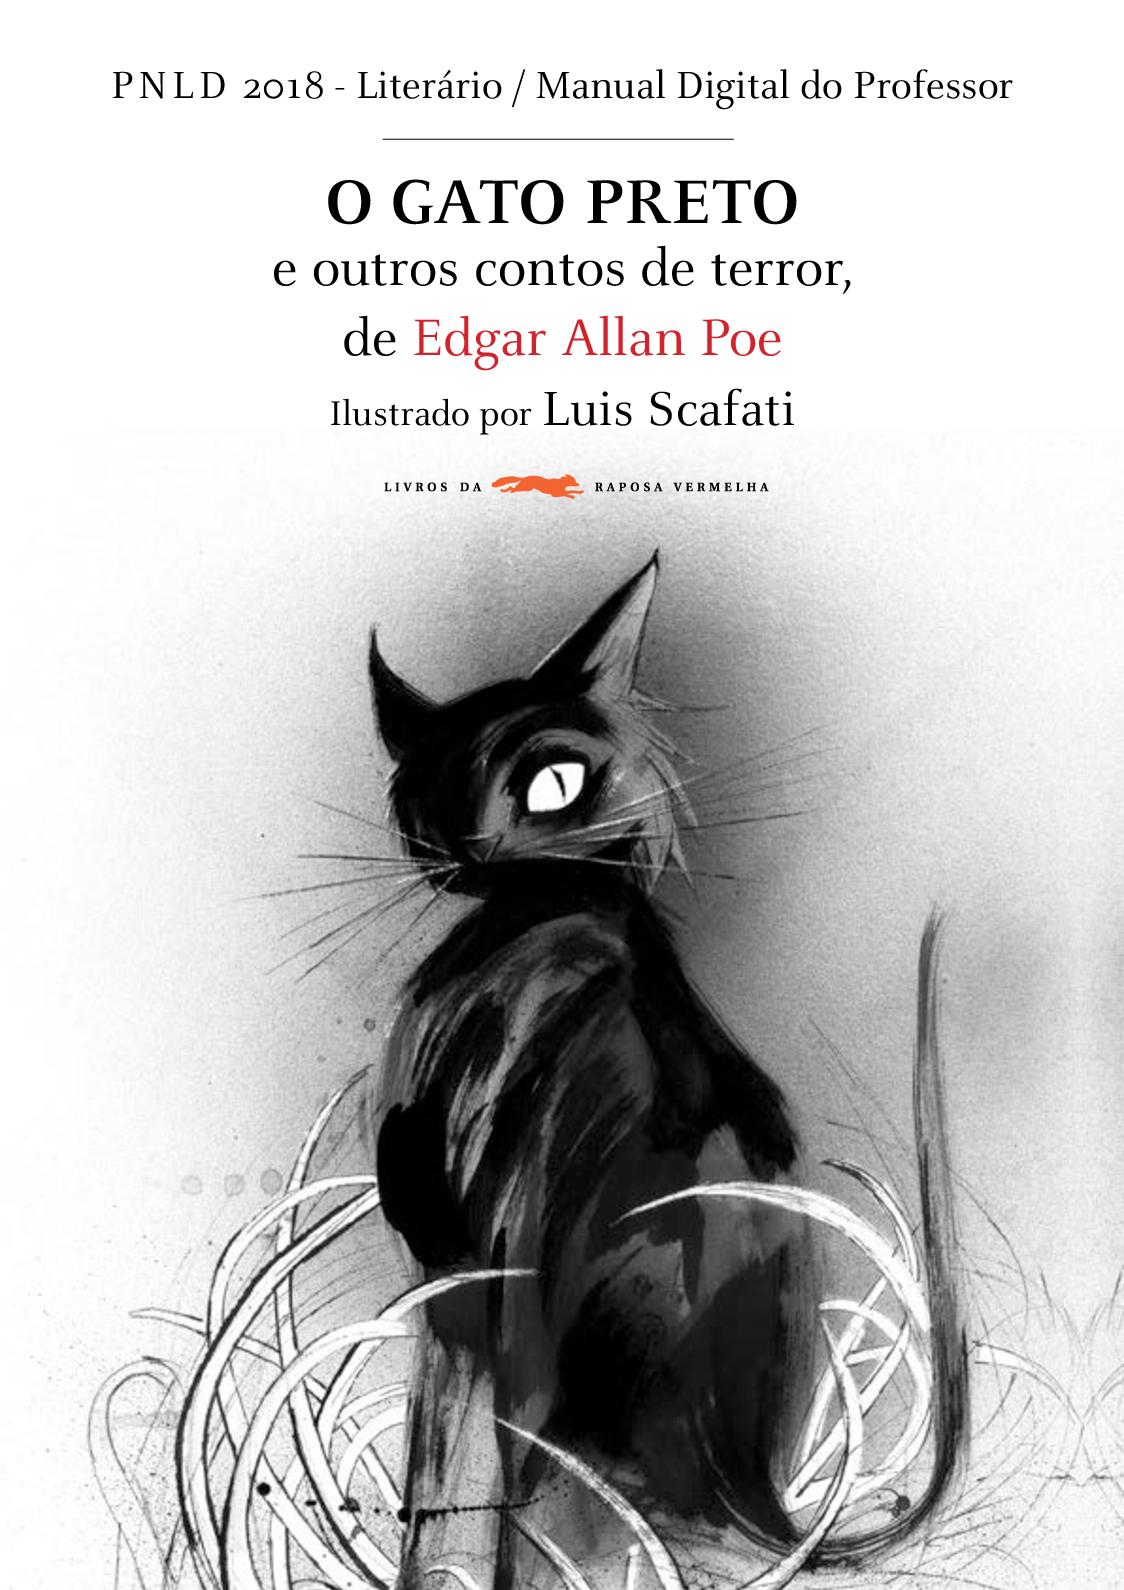 PNLD 2018 - Literário / Manual Digital do Professor
O GATO PRETO
e outros contos de terror,
de Edgar Allan Poe
Ilustrado por Luis Scafati
LIVROS DA RAPOSA VERMELHA